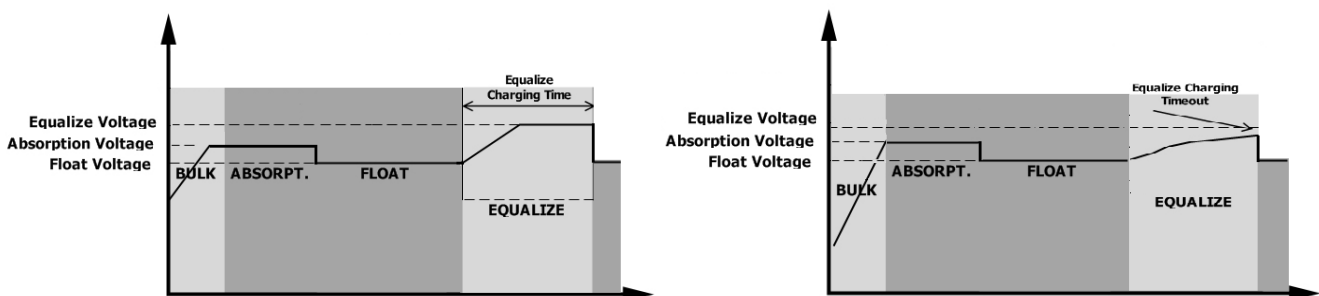 Equalize
Charging Time
Equalize Voltage
Absorption Voltage
Float Voltage
BULK
ABSORPT.
FLOAT
EQUALIZE
Equalize Charging
Timeout
Equalize Voltage
Absorption Voltage
Float Voltage
BULK
ABSORPT.
FLOAT
EQUALIZE